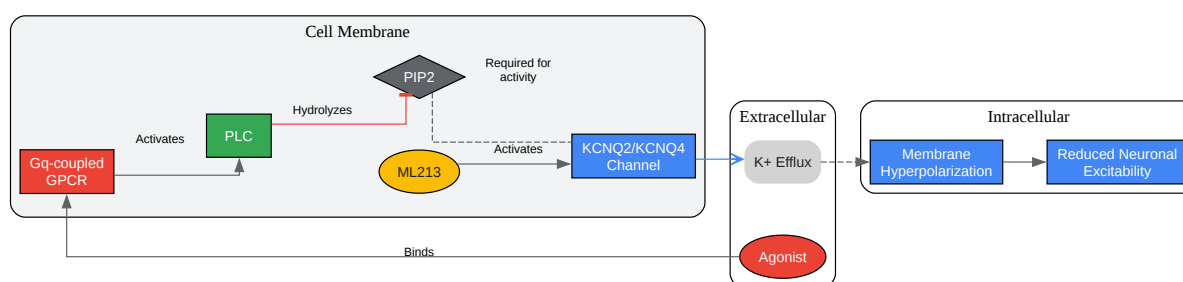 Cell Membrane
PIP2
Required for
activity
Hydrolyzes
Activates
PLC
Gq-coupled
GPCR
ML213
Activates
KCNQ2/KCNQ4
Channel
Extracellular
K+ Efflux
Intracellular
Membrane
Hyperpolarization
Reduced Neuronal
Excitability
Binds
Agonist